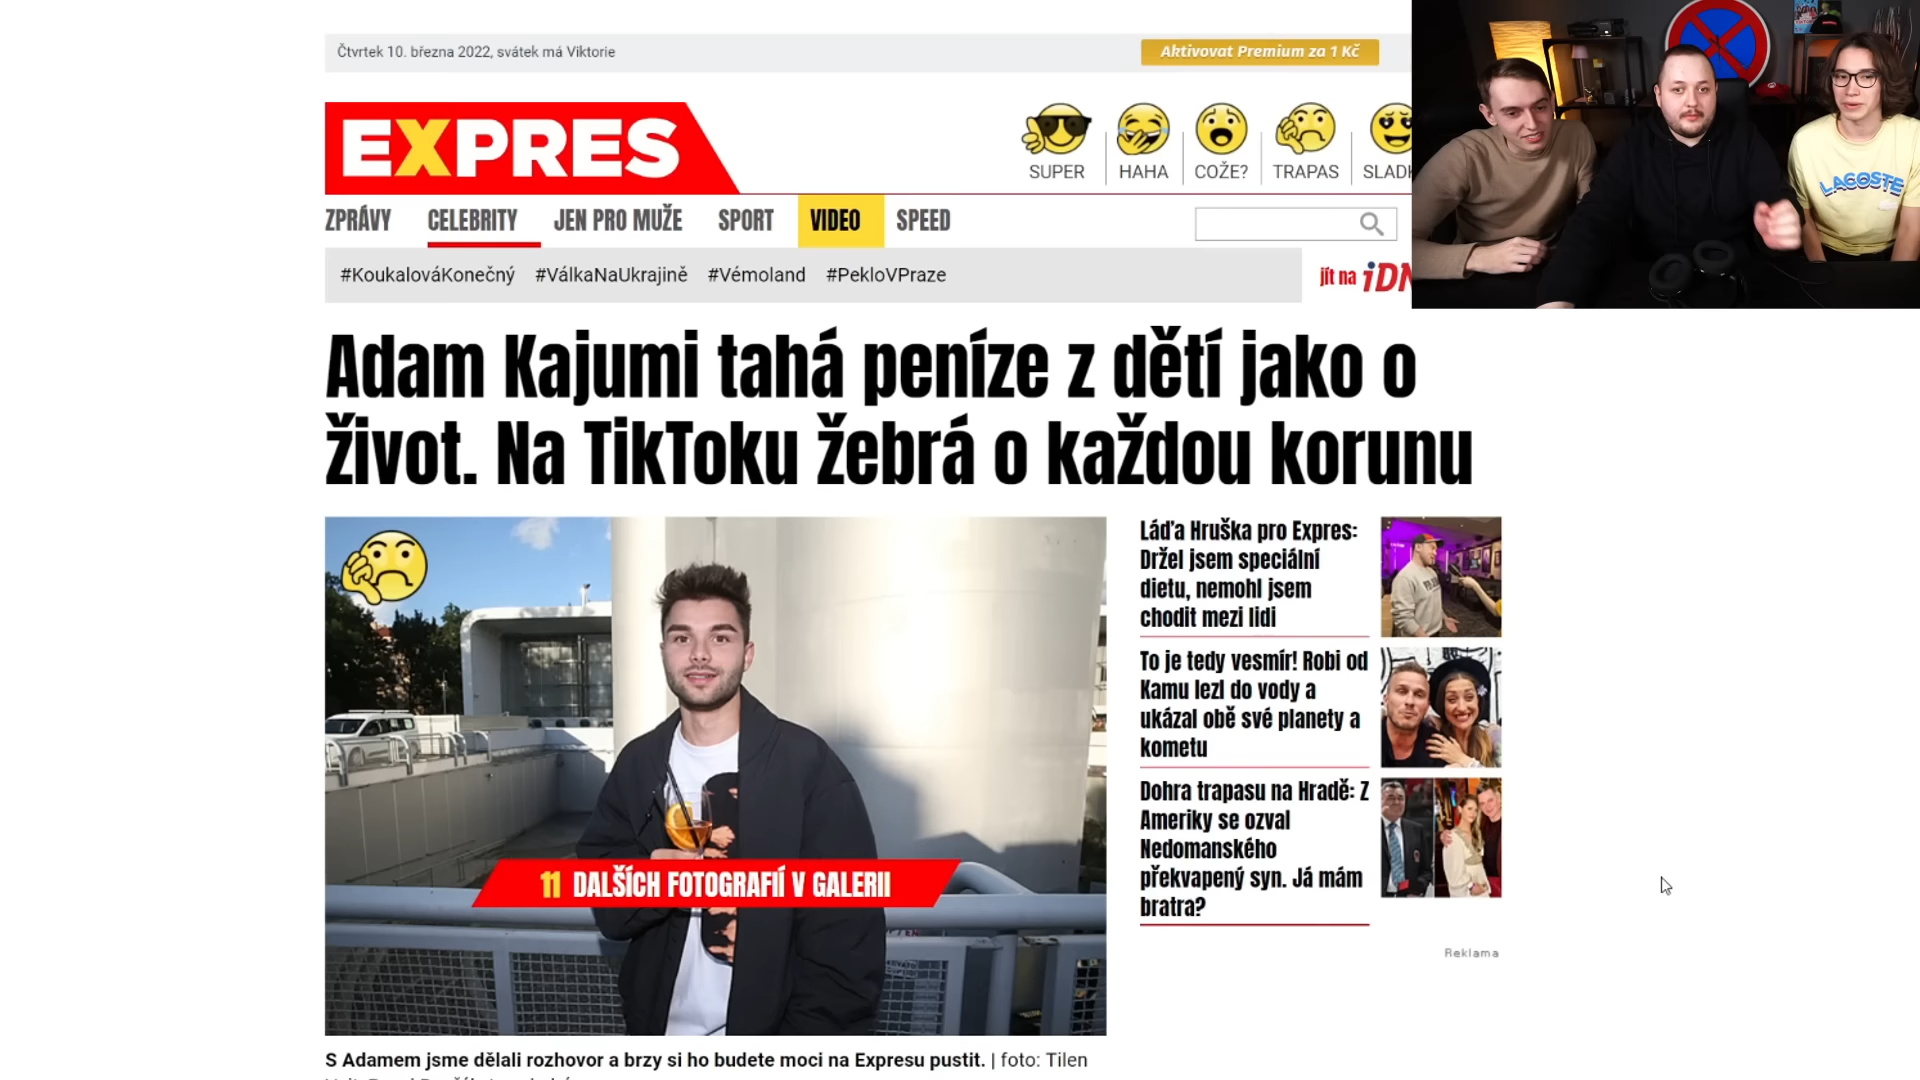 Čtvrtek 10. března 2022, svátek má Viktorie
Aktivovat Premium za 1 Kč
EXPRES
SUPER
HAHA
COŽE?
TRAPAS
ZPRÁVY
CELEBRITY
JEN PRO MUŽE
SPORT
VIDEO
SPEED
#KoukalováKonečný #VálkaNaUkrajině #Vémoland #PekloVPraze
jít na
LACOSTE
Adam Kajumi tahá peníze z dětí jako o
život. Na TikToku žebrá o každou korunu
11 DALŠÍCH FOTOGRAFIÍ V GALERII
S Adamem jsme dělali rozhovor a brzy si ho budete moci na Expresu pustit. | foto: Tilen
Láďa Hruška pro Expres:
Držel jsem speciální
dietu, nemohl jsem
chodit mezi lidi
To je tedy vesmír! Robi od
Kamu lezl do vody a
ukázal obě své planety a
kometu
Dohra trapasu na Hradě: Z
Ameriky se ozval
Nedomanského
překvapený syn. Já mám
bratra?
Reklama